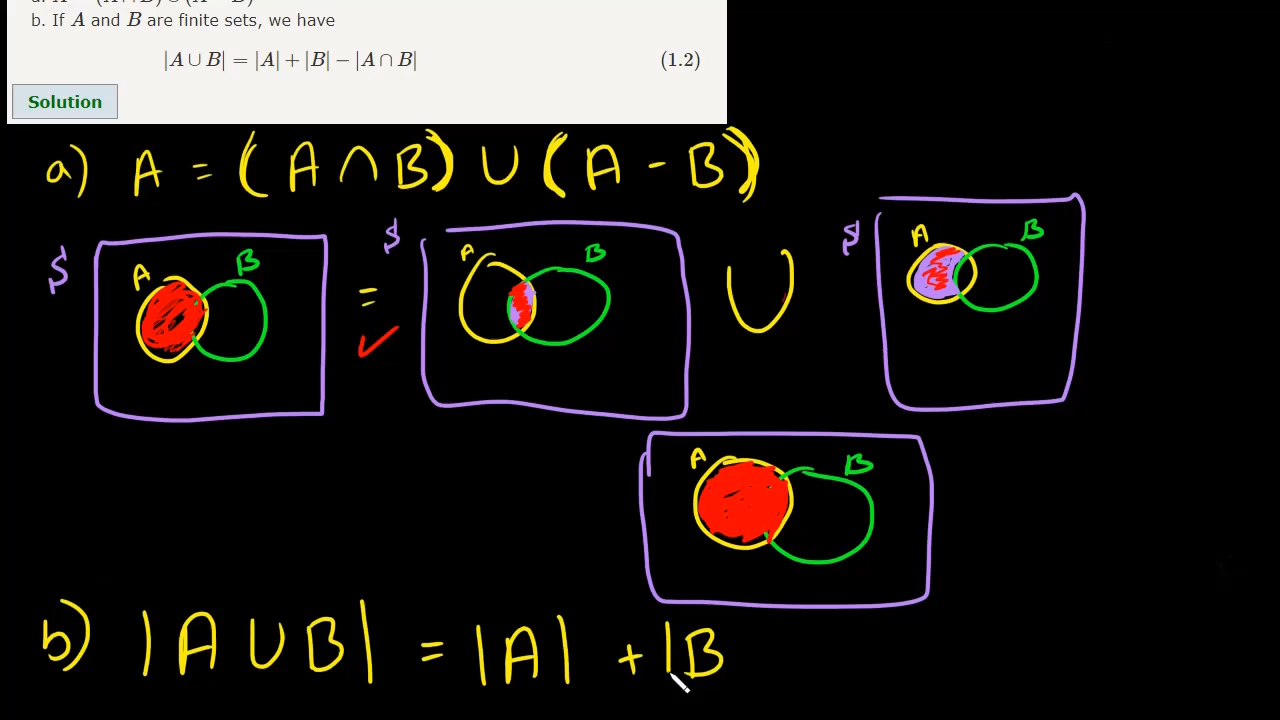 b. If A and B are finite sets, we have
|A ∪ B| = |A| + |B| − |A ∩ B| (1.2)
Solution
a) A = (A ∩ B) ∪ (A - B)
S A B = S A B ∪ S A B
A B
b) |A ∪ B| = |A| + |B